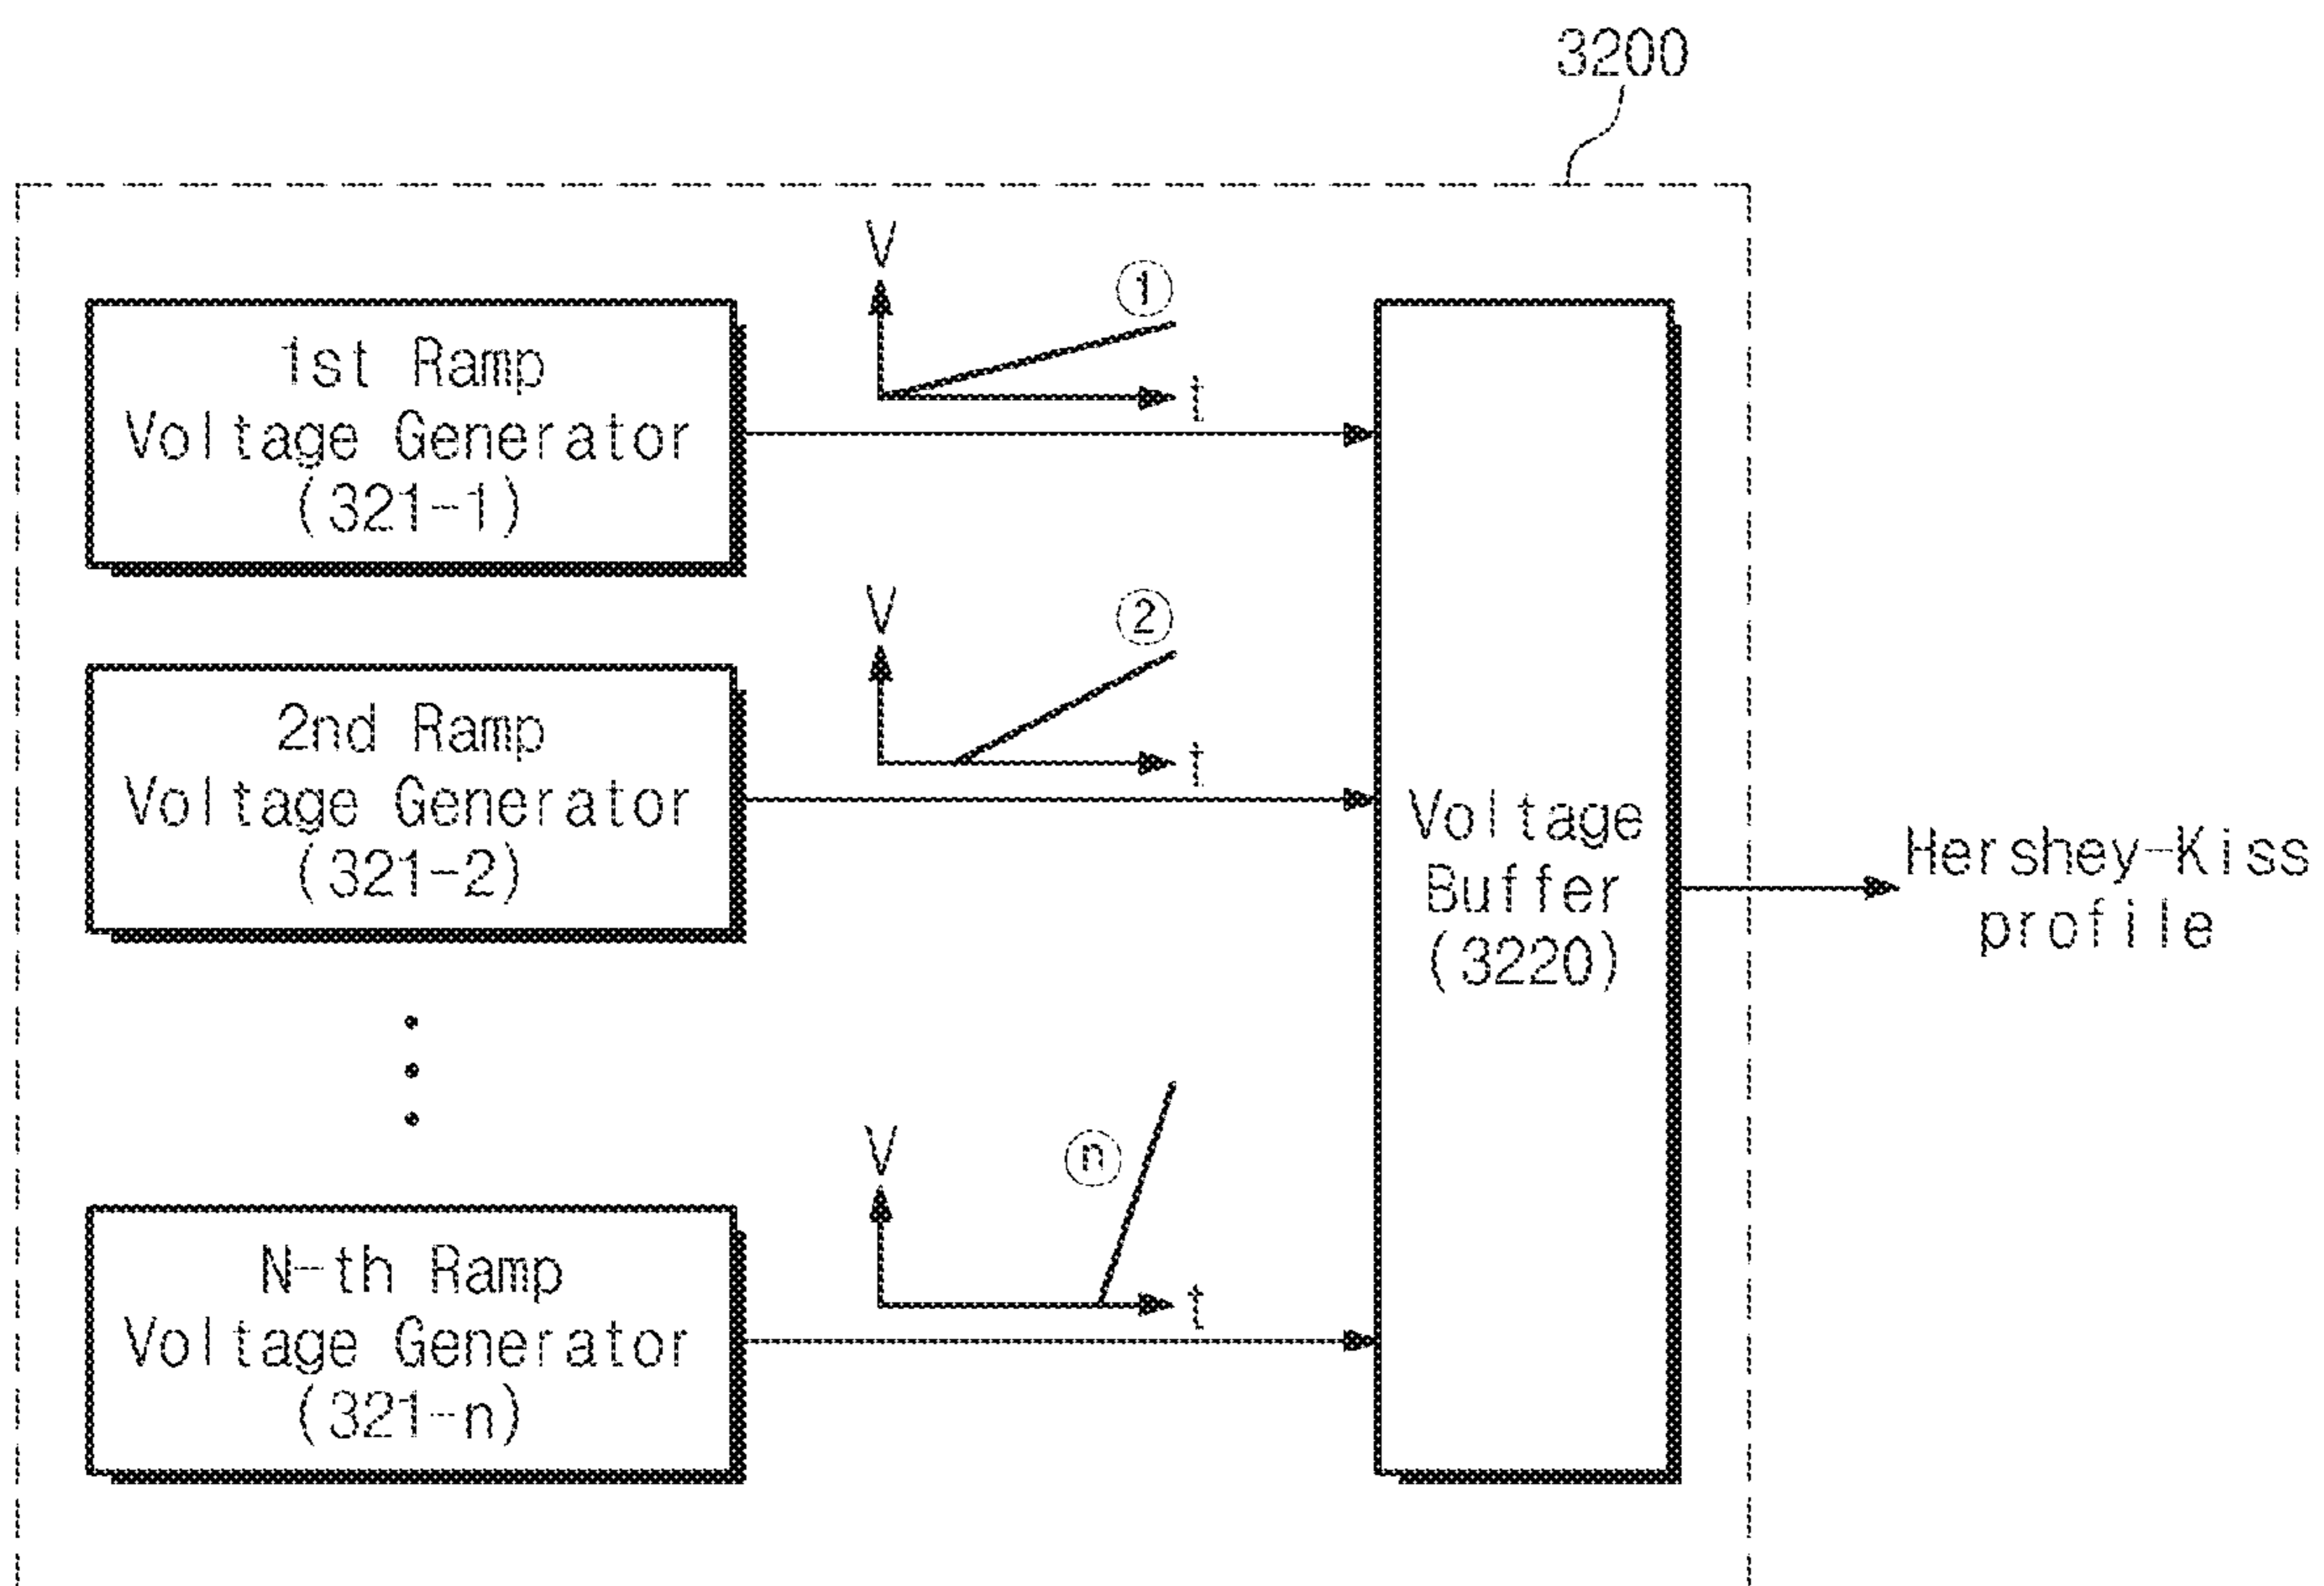 3200
V
①
1st Ramp
Voltage Generator
(321-1)
t
V
②
2nd Ramp
Voltage Generator
(321-2)
t
Voltage
Buffer
(3220)
Hershey-Kiss
profile
V
ⓝ
N-th Ramp
Voltage Generator
(321-n)
t